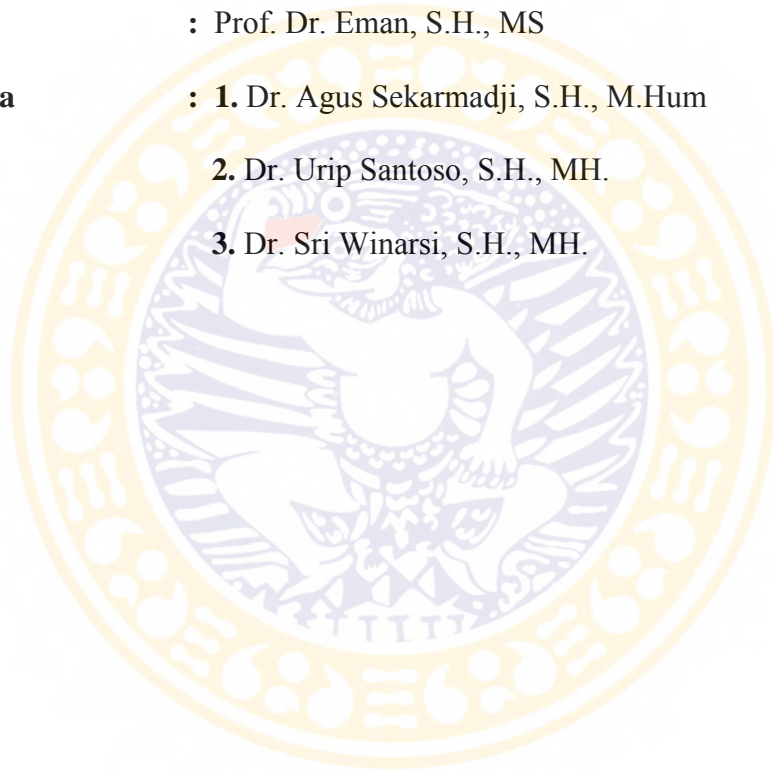 : Prof. Dr. Eman, S.H., MS
a : 1. Dr. Agus Sekarmadji, S.H., M.Hum
2. Dr. Urip Santoso, S.H., MH.
3. Dr. Sri Winarsi, S.H., MH.